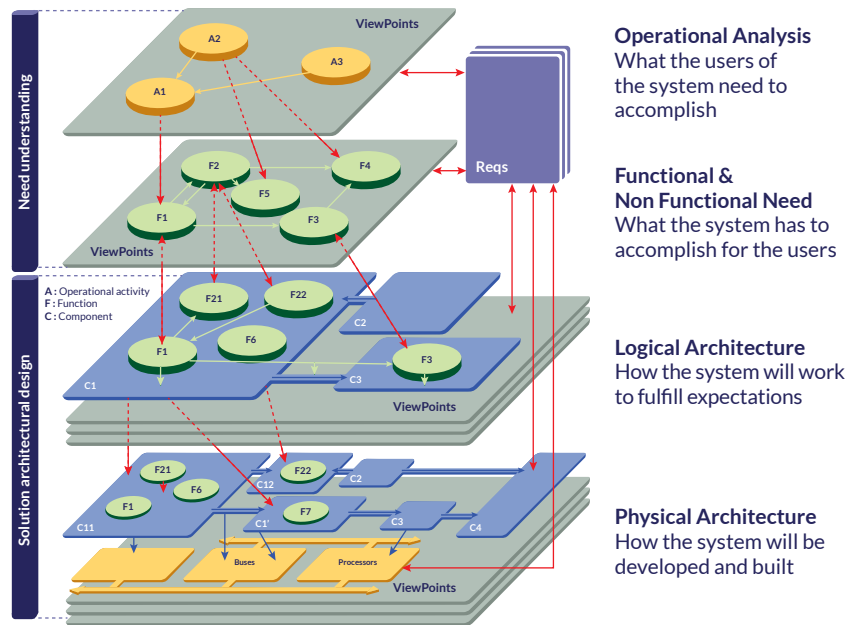 Need understanding
ViewPoints
A2
A3
A1
Operational Analysis
What the users of
the system need to
accomplish
Reqs
F2
F4
F5
F1
F3
ViewPoints
Functional &
Non Functional Need
What the system has to
accomplish for the users
Solution architectural design
A : Operational activity
F : Function
C : Component
F21
F22
C2
F1
F6
F3
C1
C3
ViewPoints
Logical Architecture
How the system will work
to fulfill expectations
F21
F6
F1
C11
F22
C12
C2
F7
C1'
C3
C4
Buses
Processors
ViewPoints
Physical Architecture
How the system will be
developed and built